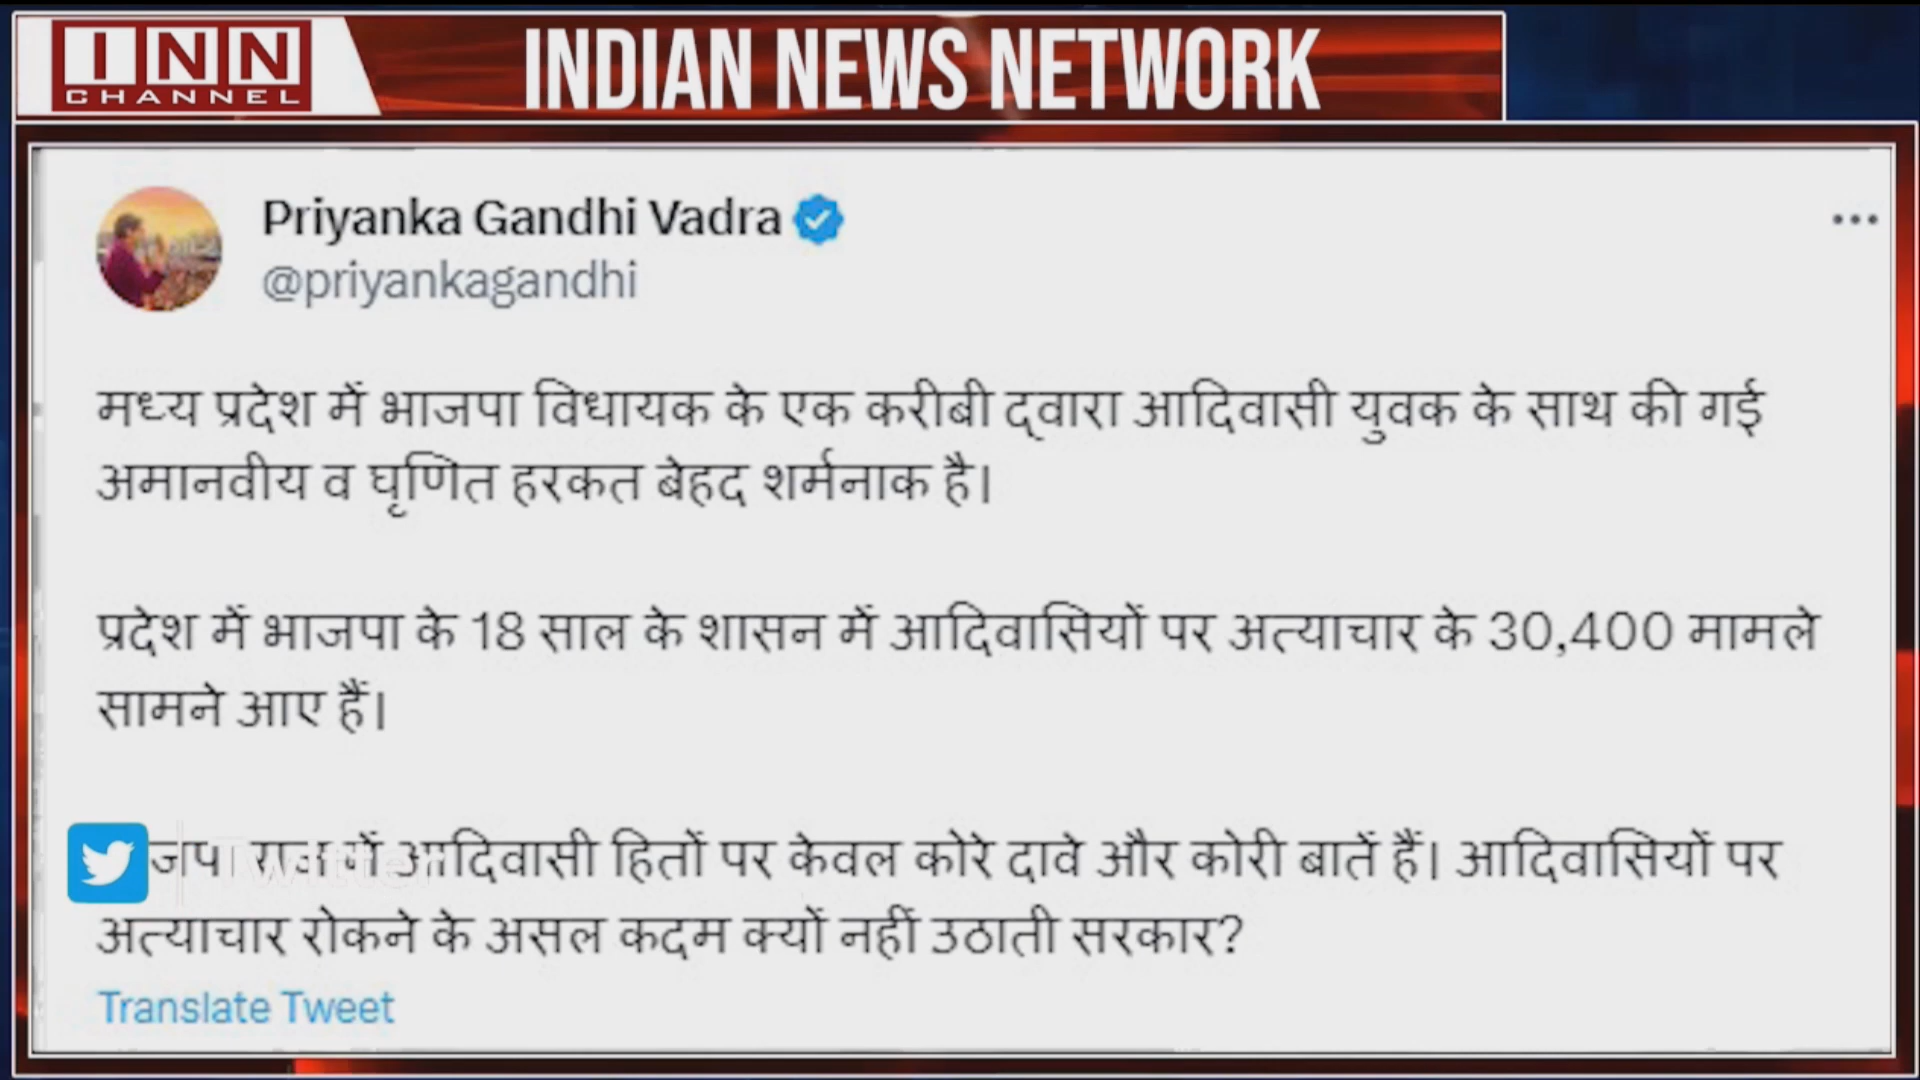 INN
CHANNEL
INDIAN NEWS NETWORK
Priyanka Gandhi Vadra
@priyankagandhi
मध्य प्रदेश में भाजपा विधायक के एक करीबी द्वारा आदिवासी युवक के साथ की गई
अमानवीय व घृणित हरकत बेहद शर्मनाक है।
प्रदेश में भाजपा के 18 साल के शासन में आदिवासियों पर अत्याचार के 30,400 मामले
सामने आए हैं।
में आदिवासी हितों पर केवल कोरे दावे और कोरी बातें हैं। आदिवासियों पर
Twitter
अत्याचार रोकने के असल कदम क्यों नहीं उठाती सरकार?
Translate Tweet